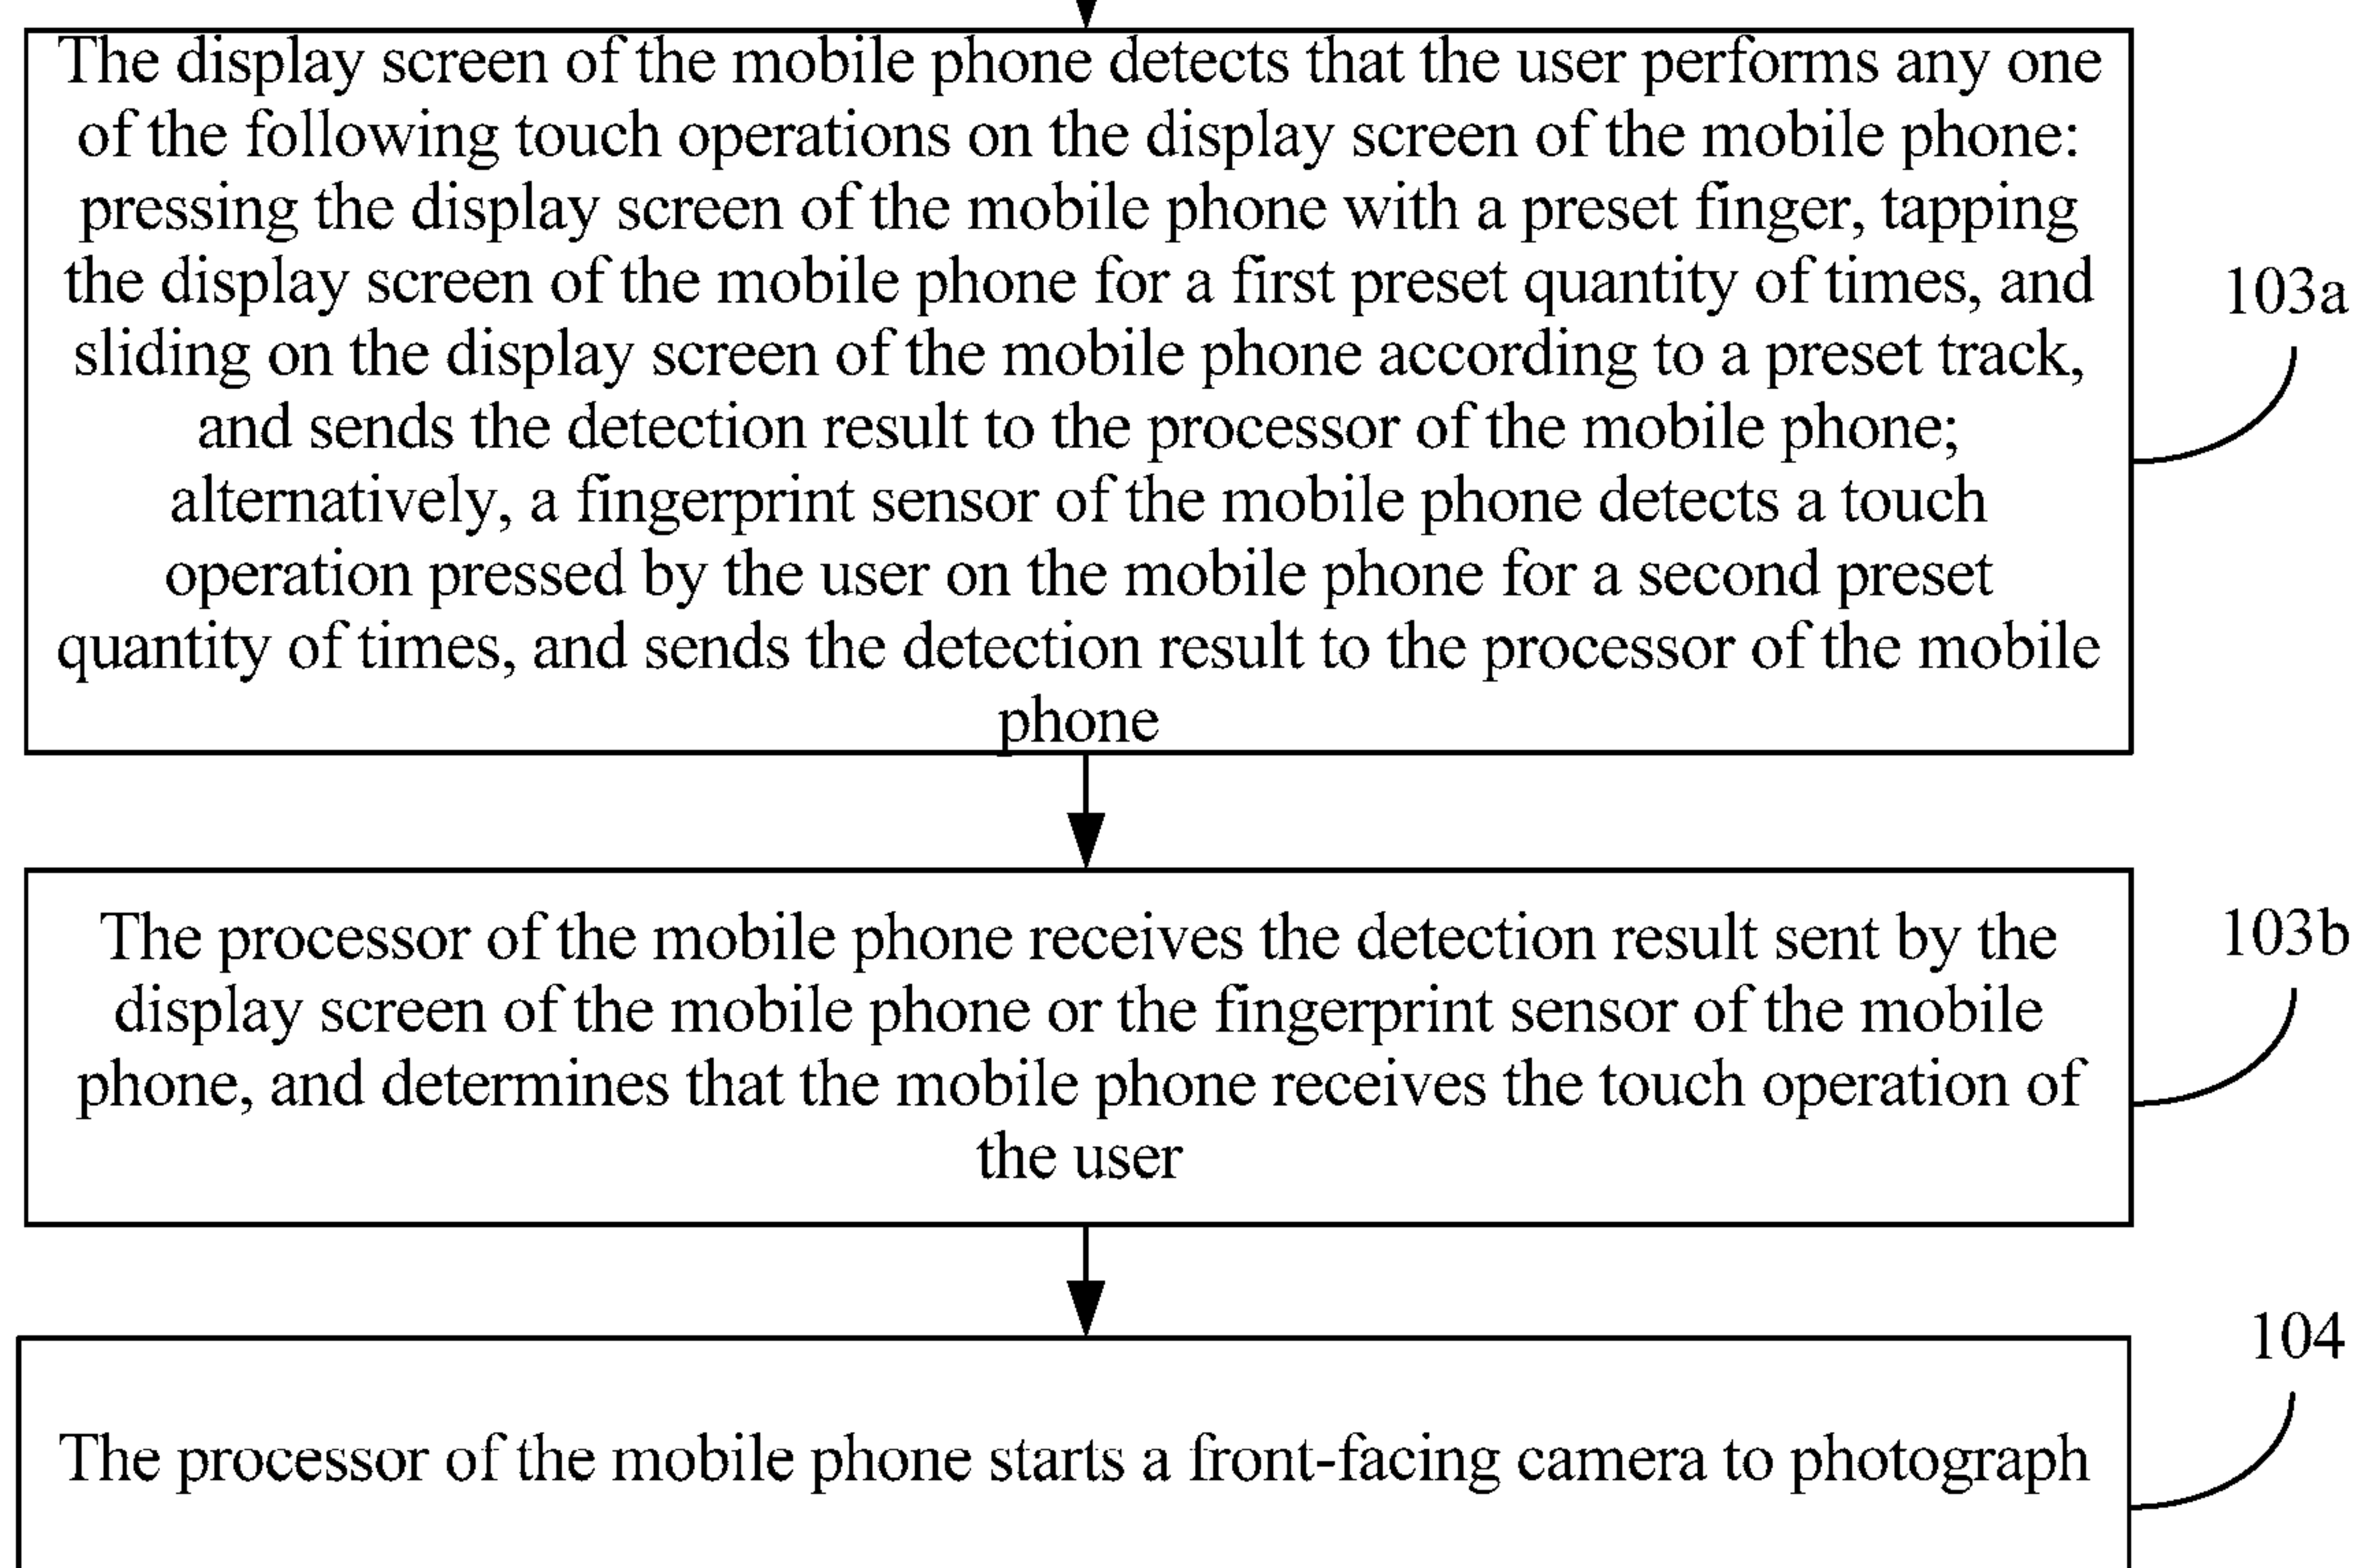 The display screen of the mobile phone detects that the user performs any one
of the following touch operations on the display screen of the mobile phone:
pressing the display screen of the mobile phone with a preset finger, tapping
the display screen of the mobile phone for a first preset quantity of times, and
sliding on the display screen of the mobile phone according to a preset track,
and sends the detection result to the processor of the mobile phone;
alternatively, a fingerprint sensor of the mobile phone detects a touch
operation pressed by the user on the mobile phone for a second preset
quantity of times, and sends the detection result to the processor of the mobile
phone
103a
The processor of the mobile phone receives the detection result sent by the
display screen of the mobile phone or the fingerprint sensor of the mobile
phone, and determines that the mobile phone receives the touch operation of
the user
103b
The processor of the mobile phone starts a front-facing camera to photograph
104